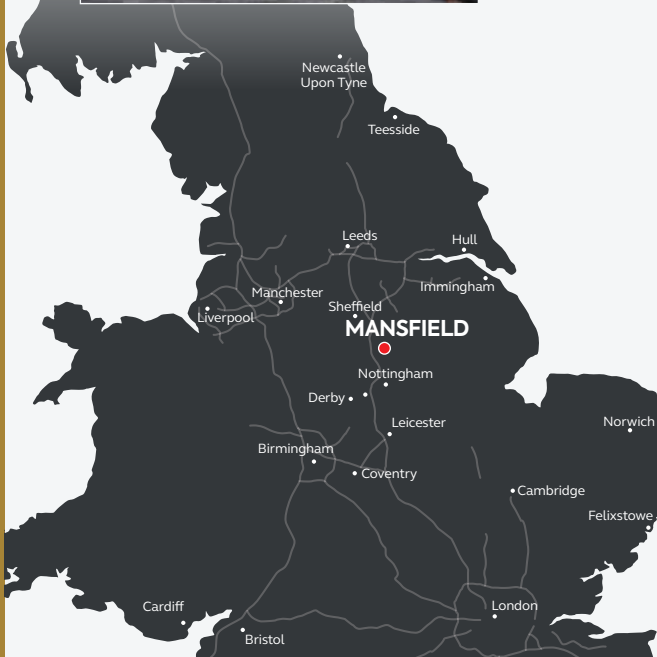 Newcastle
Upon Tyne
Teesside
Leeds
Hull
Immingham
Manchester
Sheffield
Liverpool
MANSFIELD
Nottingham
Derby
Leicester
Norwich
Birmingham
Coventry
Cambridge
Felixstowe
Cardiff
London
Bristol